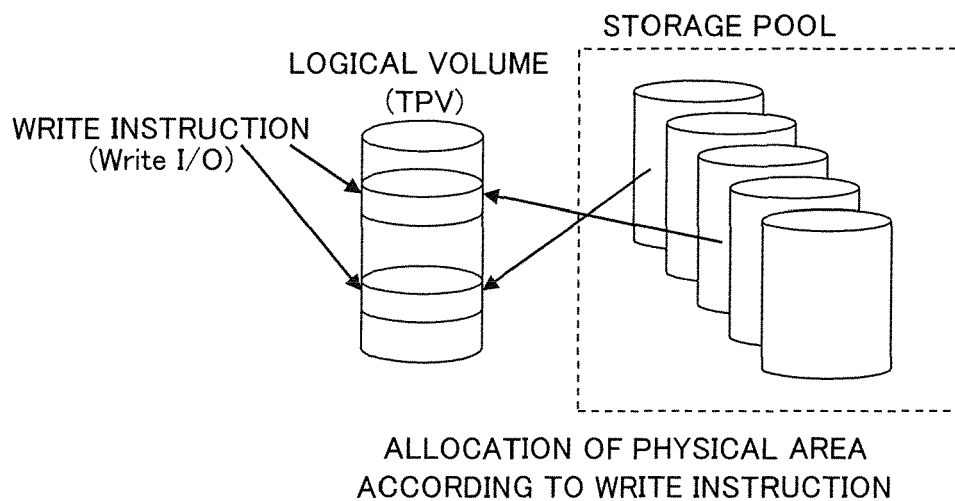 STORAGE POOL
LOGICAL VOLUME
(TPV)
WRITE INSTRUCTION
(Write I/O)
ALLOCATION OF PHYSICAL AREA
ACCORDING TO WRITE INSTRUCTION